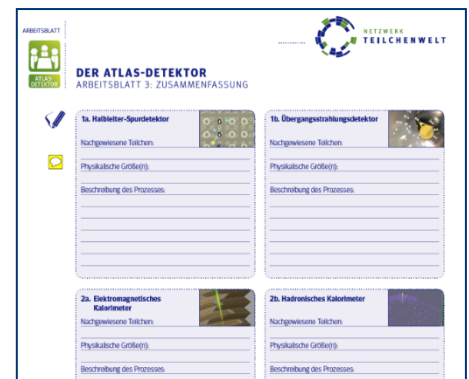 ARBEITSBLATT
NETZWERK
TEILCHENWELT
ATLAS-
DETEKTOR
DER ATLAS-DETEKTOR
ARBEITSBLATT 3: ZUSAMMENFASSUNG
1a. Halbleiter-Spurdetektor
Nachgewiesene Teilchen:
Physikalische Größe(n):
Beschreibung des Prozesses:
1b. Übergangsstrahlungsdetektor
Nachgewiesene Teilchen:
Physikalische Größe(n):
Beschreibung des Prozesses:
2a. Elektromagnetisches
Kalorimeter
Nachgewiesene Teilchen:
Physikalische Größe(n):
Beschreibung des Prozesses:
2b. Hadronisches Kalorimeter
Nachgewiesene Teilchen:
Physikalische Größe(n):
Beschreibung des Prozesses: